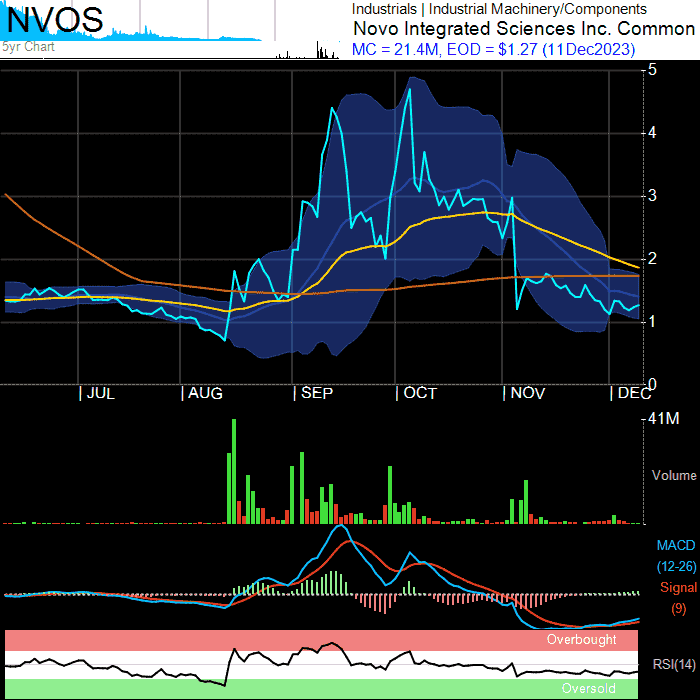 NVOS
5yr Chart
Industrials | Industrial Machinery/Components
Novo Integrated Sciences Inc. Common
MC = 21.4M, EOD = $1.27 (11Dec2023)
5
4
3
2
1
0
| JUL | AUG | SEP | OCT | NOV | DEC
41M
Volume
MACD
(12-26)
Signal
(9)
Overbought
RSI(14)
Oversold